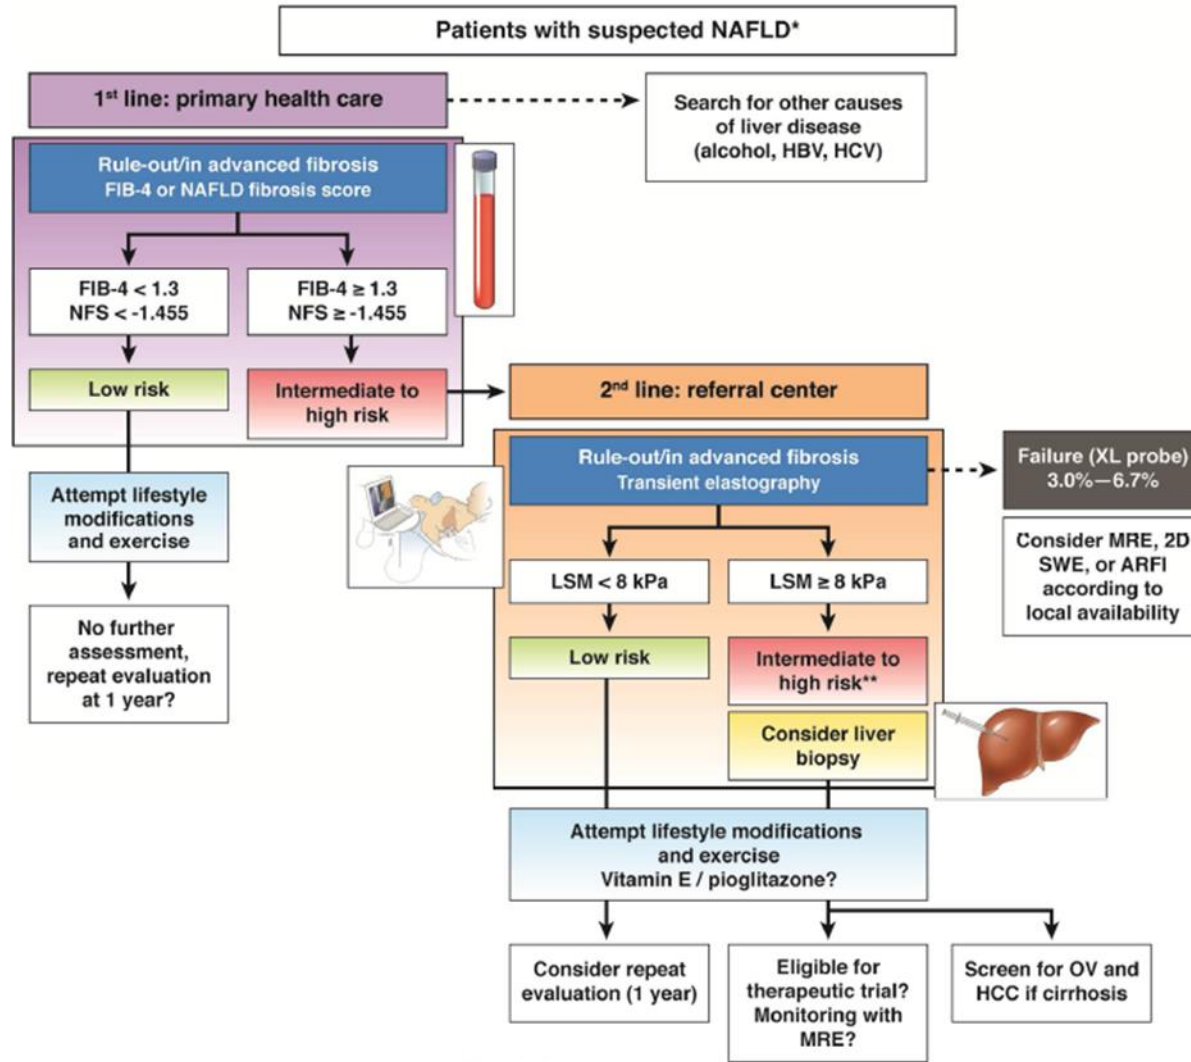 Patients with suspected NAFLD*
1st line: primary health care
Search for other causes
of liver disease
(alcohol, HBV, HCV)
Rule-out/in advanced fibrosis
FIB-4 or NAFLD fibrosis score
FIB-4 < 1.3
NFS < -1.455
FIB-4 ≥ 1.3
NFS ≥ -1.455
Low risk
Intermediate to
high risk
Attempt lifestyle
modifications
and exercise
No further
assessment,
repeat evaluation
at 1 year?
2nd line: referral center
Rule-out/in advanced fibrosis
Transient elastography
Failure (XL probe)
3.0%—6.7%
Consider MRE, 2D
SWE, or ARFI
according to
local availability
LSM < 8 kPa
LSM ≥ 8 kPa
Low risk
Intermediate to
high risk**
Consider liver
biopsy
Attempt lifestyle modifications
and exercise
Vitamin E / pioglitazone?
Consider repeat
evaluation (1 year)
Eligible for
therapeutic trial?
Monitoring with
MRE?
Screen for OV and
HCC if cirrhosis